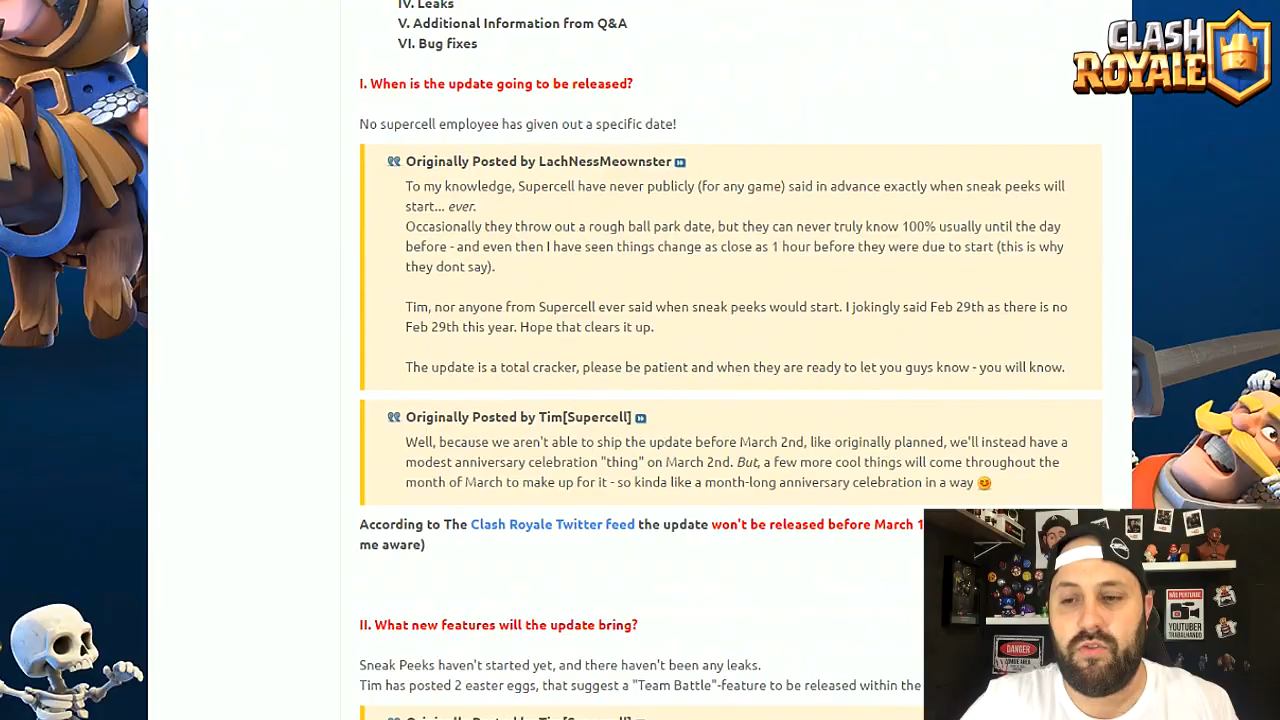 IV. Leaks
V. Additional Information from Q&A
VI. Bug fixes
CLASH
ROYALE
I. When is the update going to be released?
No supercell employee has given out a specific date!
Originally Posted by LachNessMeownster
To my knowledge, Supercell have never publicly (for any game) said in advance exactly when sneak peeks will
start... ever.
Occasionally they throw out a rough ball park date, but they can never truly know 100% usually until the day
before - and even then I have seen things change as close as 1 hour before they were due to start (this is why
they dont say).
Tim, nor anyone from Supercell ever said when sneak peeks would start. I jokingly said Feb 29th as there is no
Feb 29th this year. Hope that clears it up.
The update is a total cracker, please be patient and when they are ready to let you guys know - you will know.
Originally Posted by Tim[Supercell]
Well, because we aren't able to ship the update before March 2nd, like originally planned, we'll instead have a
modest anniversary celebration "thing" on March 2nd. But, a few more cool things will come throughout the
month of March to make up for it - so kinda like a month-long anniversary celebration in a way
According to The Clash Royale Twitter feed the update won't be released before March 1
me aware)
II. What new features will the update bring?
Sneak Peeks haven't started yet, and there haven't been any leaks.
Tim has posted 2 easter eggs, that suggest a "Team Battle"-feature to be released within the
Originally Posted by Tim[Supercell]
NÃO PERTURBE
YOUTUBER
TRABALHANDO
DANGER